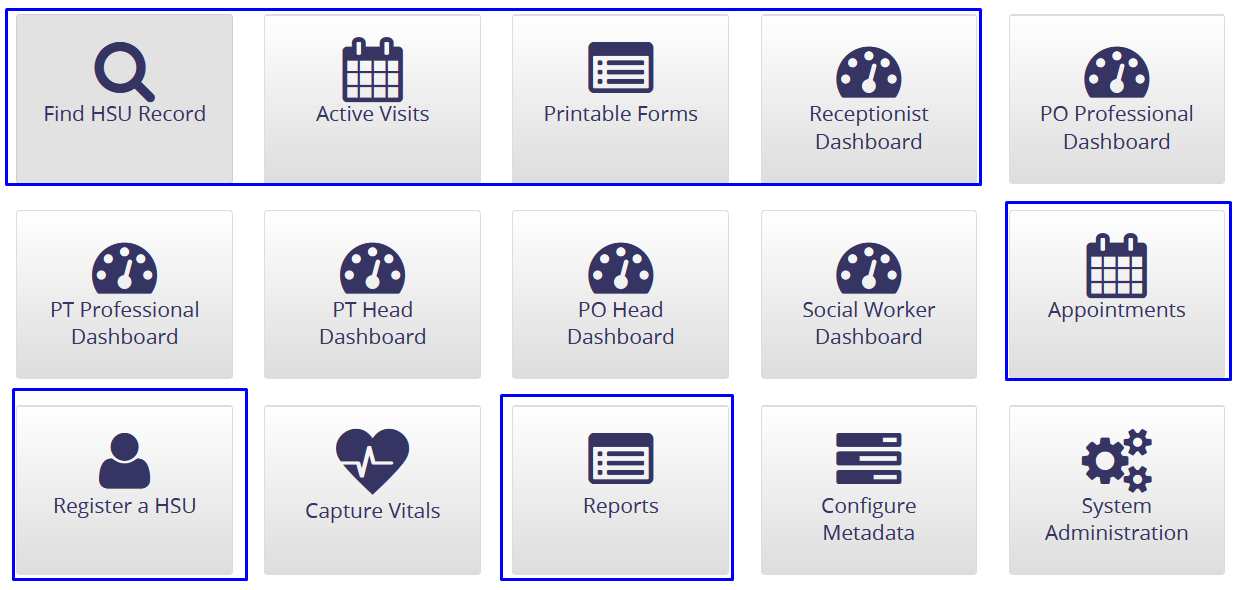 Find HSU Record
Active Visits
Printable Forms
Receptionist
Dashboard
PO Professional
Dashboard
PT Professional
Dashboard
PT Head
Dashboard
PO Head
Dashboard
Social Worker
Dashboard
Appointments
Register a HSU
Capture Vitals
Reports
Configure
Metadata
System
Administration